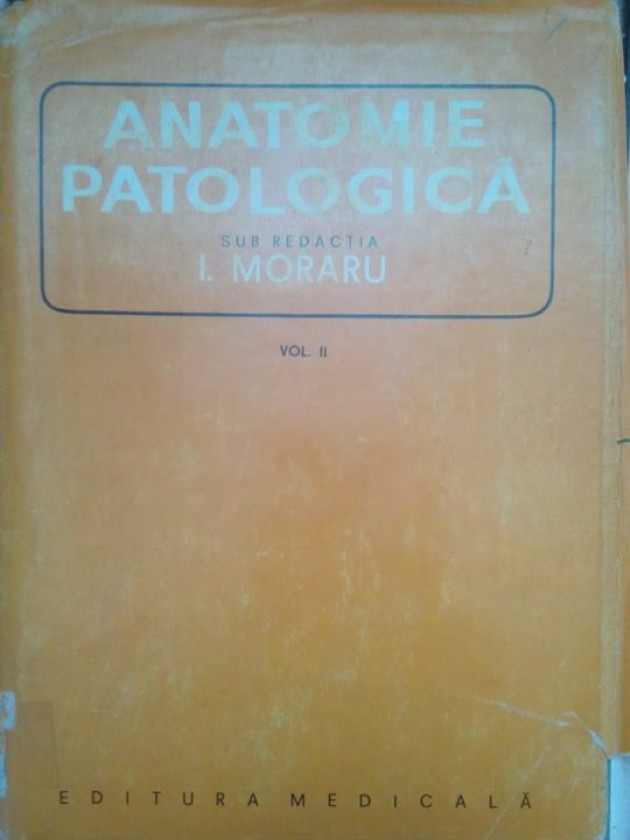 ANATOMIE
PATOLOGICĂ
SUB REDACTIA
I. MORARU
VOL. II
EDITURA MEDICALĂ